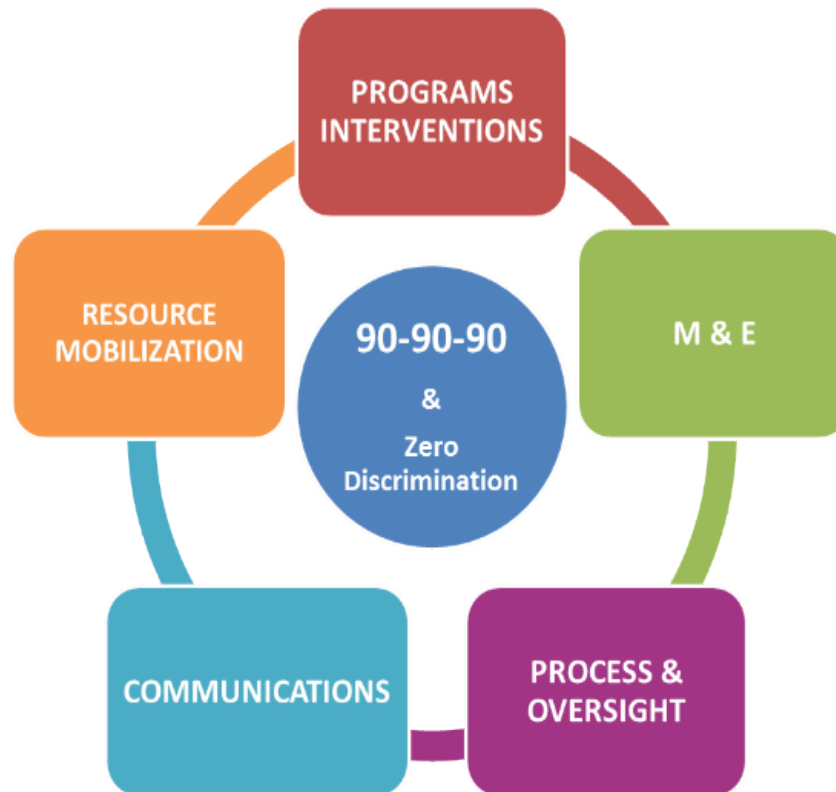 PROGRAMS
INTERVENTIONS
RESOURCE
MOBILIZATION
90-90-90
&
Zero
Discrimination
M & E
COMMUNICATIONS
PROCESS &
OVERSIGHT